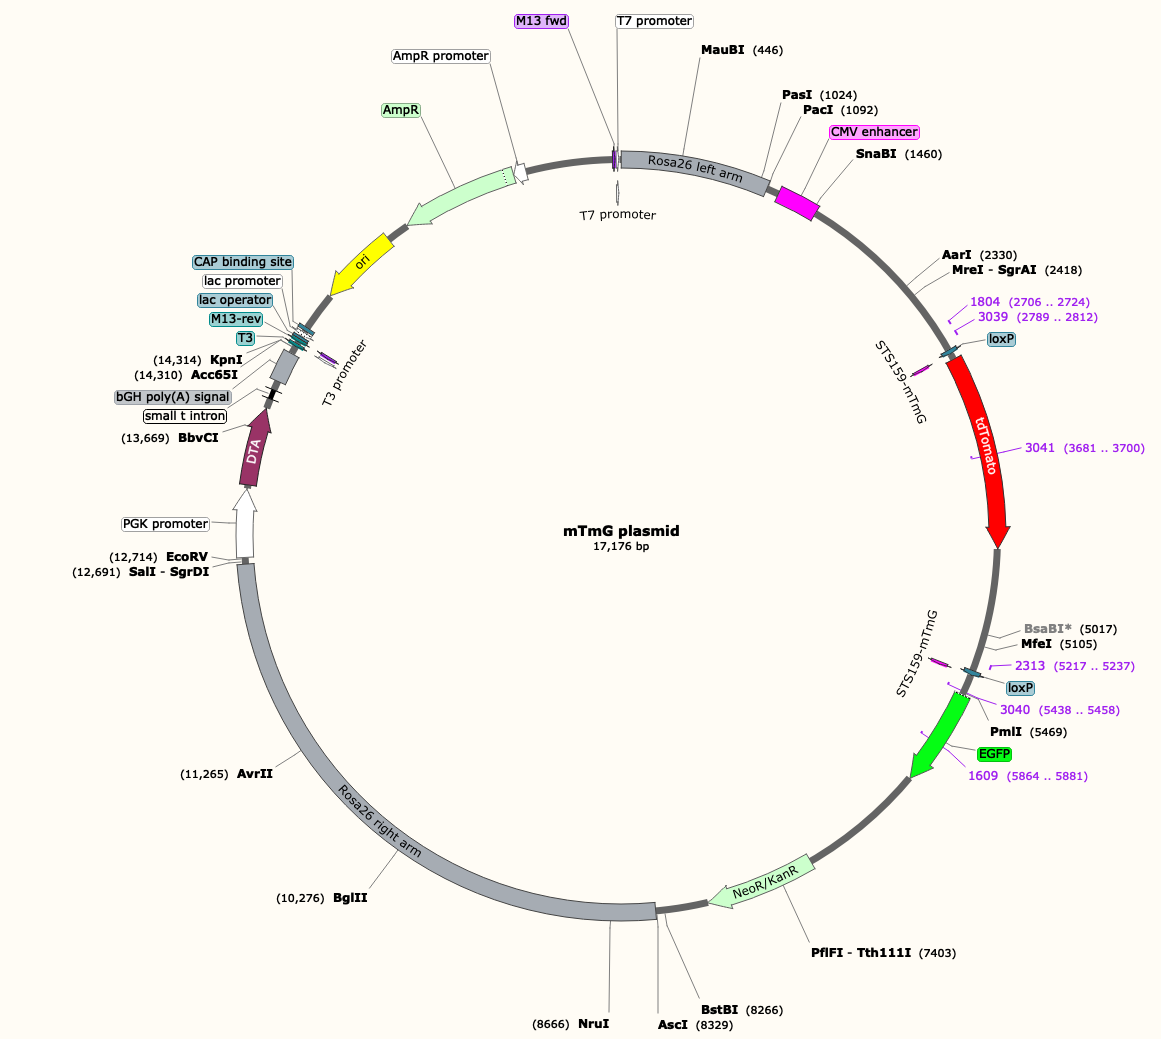 M13 fwd
T7 promoter
AmpR promoter
MauBI (446)
AmpR
PasI (1024)
PacI (1092)
CMV enhancer
SnaBI (1460)
Rosa26 left arm
T7 promoter
ori
CAP binding site
lac promoter
lac operator
M13-rev
T3
(14,314) KpnI
(14,310) Acc65I
bGH poly(A) signal
small t intron
(13,669) BbvCI
T3 promoter
AarI (2330)
MreI - SgrAI (2418)
1804 (2706 .. 2724)
3039 (2789 .. 2812)
loxP
STS159-mTmG
tdTomato
3041 (3681 .. 3700)
DTA
PGK promoter
(12,714) EcoRV
(12,691) SalI - SgrDI
mTmG plasmid
17,176 bp
BsaBI* (5017)
MfeI (5105)
2313 (5217 .. 5237)
loxP
STS159-mTmG
3040 (5438 .. 5458)
PmlI (5469)
EGFP
1609 (5864 .. 5881)
(11,265) AvrII
Rosa26 right arm
(10,276) BglII
NeoR/KanR
PflFI - Tth111I (7403)
BstBI (8266)
(8666) NruI
AscI (8329)